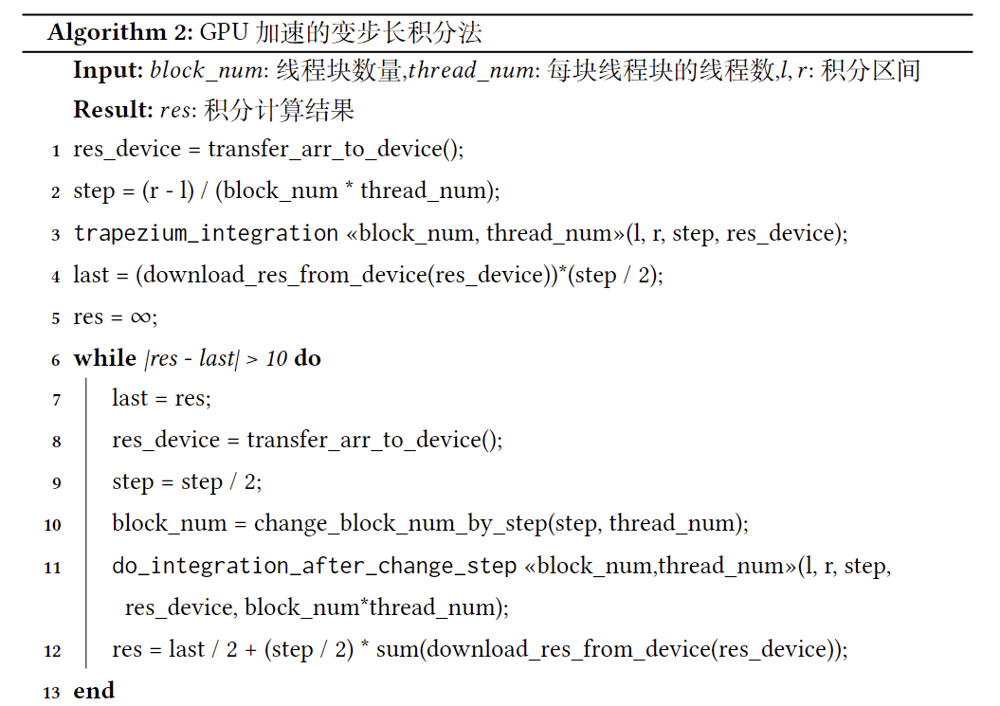 Algorithm 2: GPU 加速的变步长积分法
Input: block_num: 线程块数量,thread_num: 每块线程块的线程数,l, r: 积分区间
Result: res: 积分计算结果
1 res_device = transfer_arr_to_device();
2 step = (r - l) / (block_num * thread_num);
3 trapezium_integration «block_num, thread_num»(l, r, step, res_device);
4 last = (download_res_from_device(res_device))*(step / 2);
5 res = ∞;
6 while |res - last| > 10 do
7 last = res;
8 res_device = transfer_arr_to_device();
9 step = step / 2;
10 block_num = change_block_num_by_step(step, thread_num);
11 do_integration_after_change_step «block_num,thread_num»(l, r, step,
res_device, block_num*thread_num);
12 res = last / 2 + (step / 2) * sum(download_res_from_device(res_device));
13 end